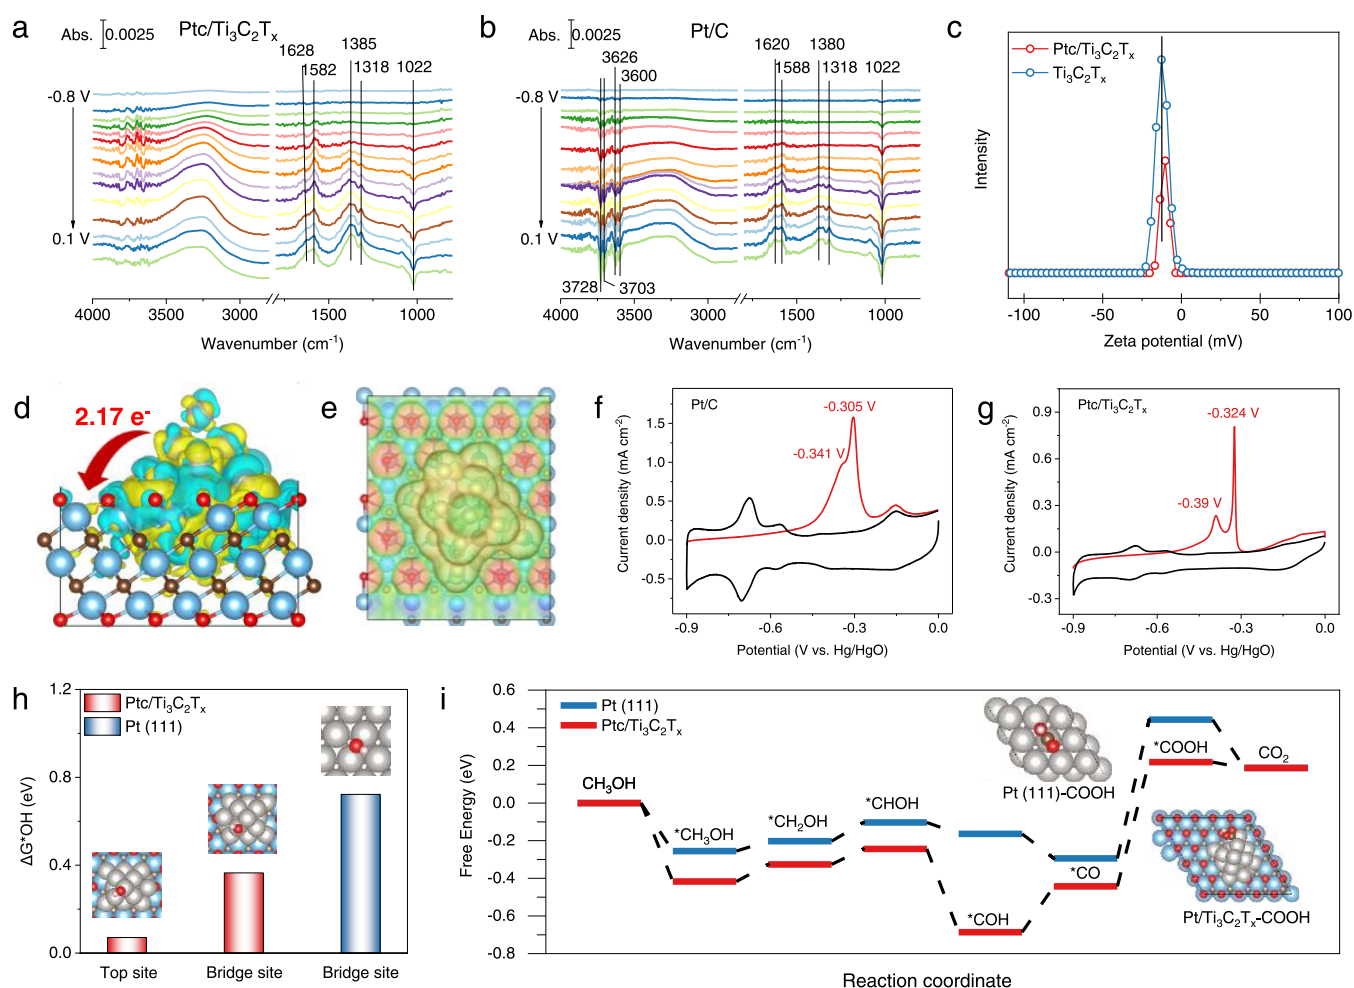 a
Abs.
0.0025
Ptc/Ti₃C₂Tₓ
1385
1628
1582
1318
1022
-0.8 V
0.1 V
4000
3500
3000
1500
1000
Wavenumber (cm⁻¹)
b
Abs.
0.0025
Pt/C
3626
3600
1620
1380
1588
1318
1022
-0.8 V
0.1 V
3728
3703
4000
3500
3000
1500
1000
Wavenumber (cm⁻¹)
c
Ptc/Ti₃C₂Tₓ
Ti₃C₂Tₓ
Intensity
-100
-50
0
50
100
Zeta potential (mV)
d
2.17 e⁻
e
f
Pt/C
-0.305 V
-0.341 V
Current density (mA cm⁻²)
1.5
1.0
0.5
0.0
-0.5
-0.9
-0.6
-0.3
0.0
Potential (V vs. Hg/HgO)
g
Ptc/Ti₃C₂Tₓ
-0.324 V
-0.39 V
Current density (mA cm⁻²)
0.9
0.6
0.3
0.0
-0.3
-0.9
-0.6
-0.3
0.0
Potential (V vs. Hg/HgO)
h
Ptc/Ti₃C₂Tₓ
Pt (111)
ΔG*OH (eV)
1.2
0.8
0.4
0.0
Top site
Bridge site
Bridge site
i
Pt (111)
Ptc/Ti₃C₂Tₓ
Free Energy (eV)
0.6
0.4
0.2
0.0
-0.2
-0.4
-0.6
-0.8
CH₃OH
*CH₃OH
*CH₂OH
*CHOH
*COH
*CO
*COOH
CO₂
Pt (111)-COOH
Pt/Ti₃C₂Tₓ-COOH
Reaction coordinate